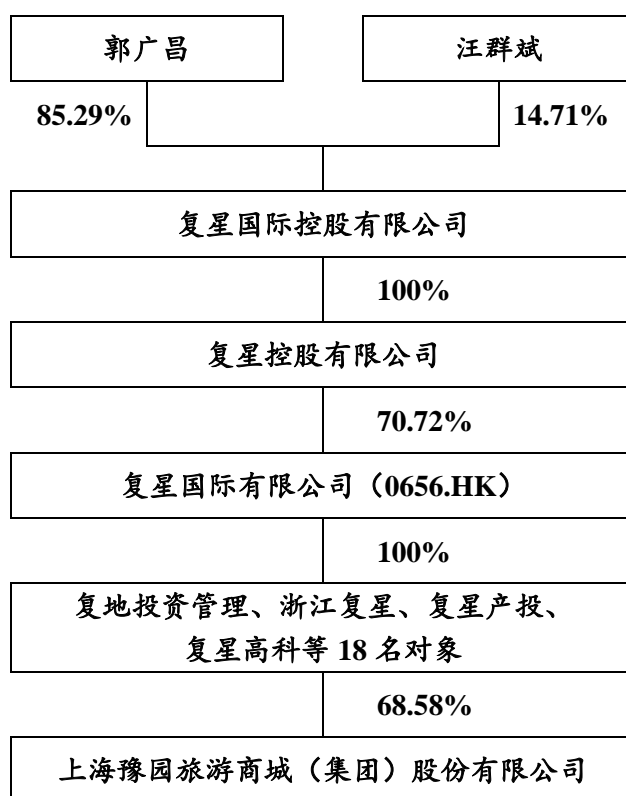 郭广昌
汪群斌
85.29%
14.71%
复星国际控股有限公司
100%
复星控股有限公司
70.72%
复星国际有限公司（0656.HK）
100%
复地投资管理、浙江复星、复星产投、
复星高科等 18 名对象
68.58%
上海豫园旅游商城（集团）股份有限公司